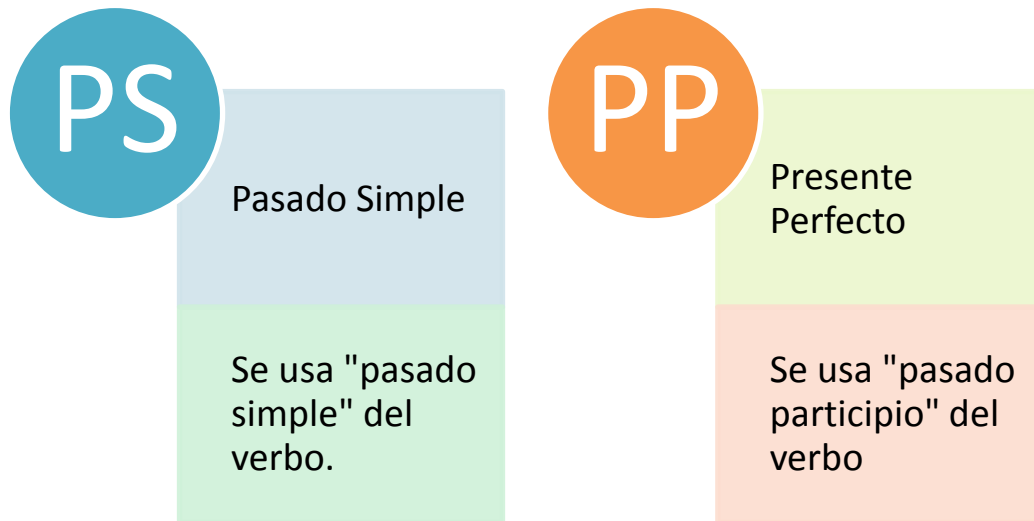 PS
Pasado Simple
Se usa "pasado
simple" del
verbo.
PP
Presente
Perfecto
Se usa "pasado
participio" del
verbo